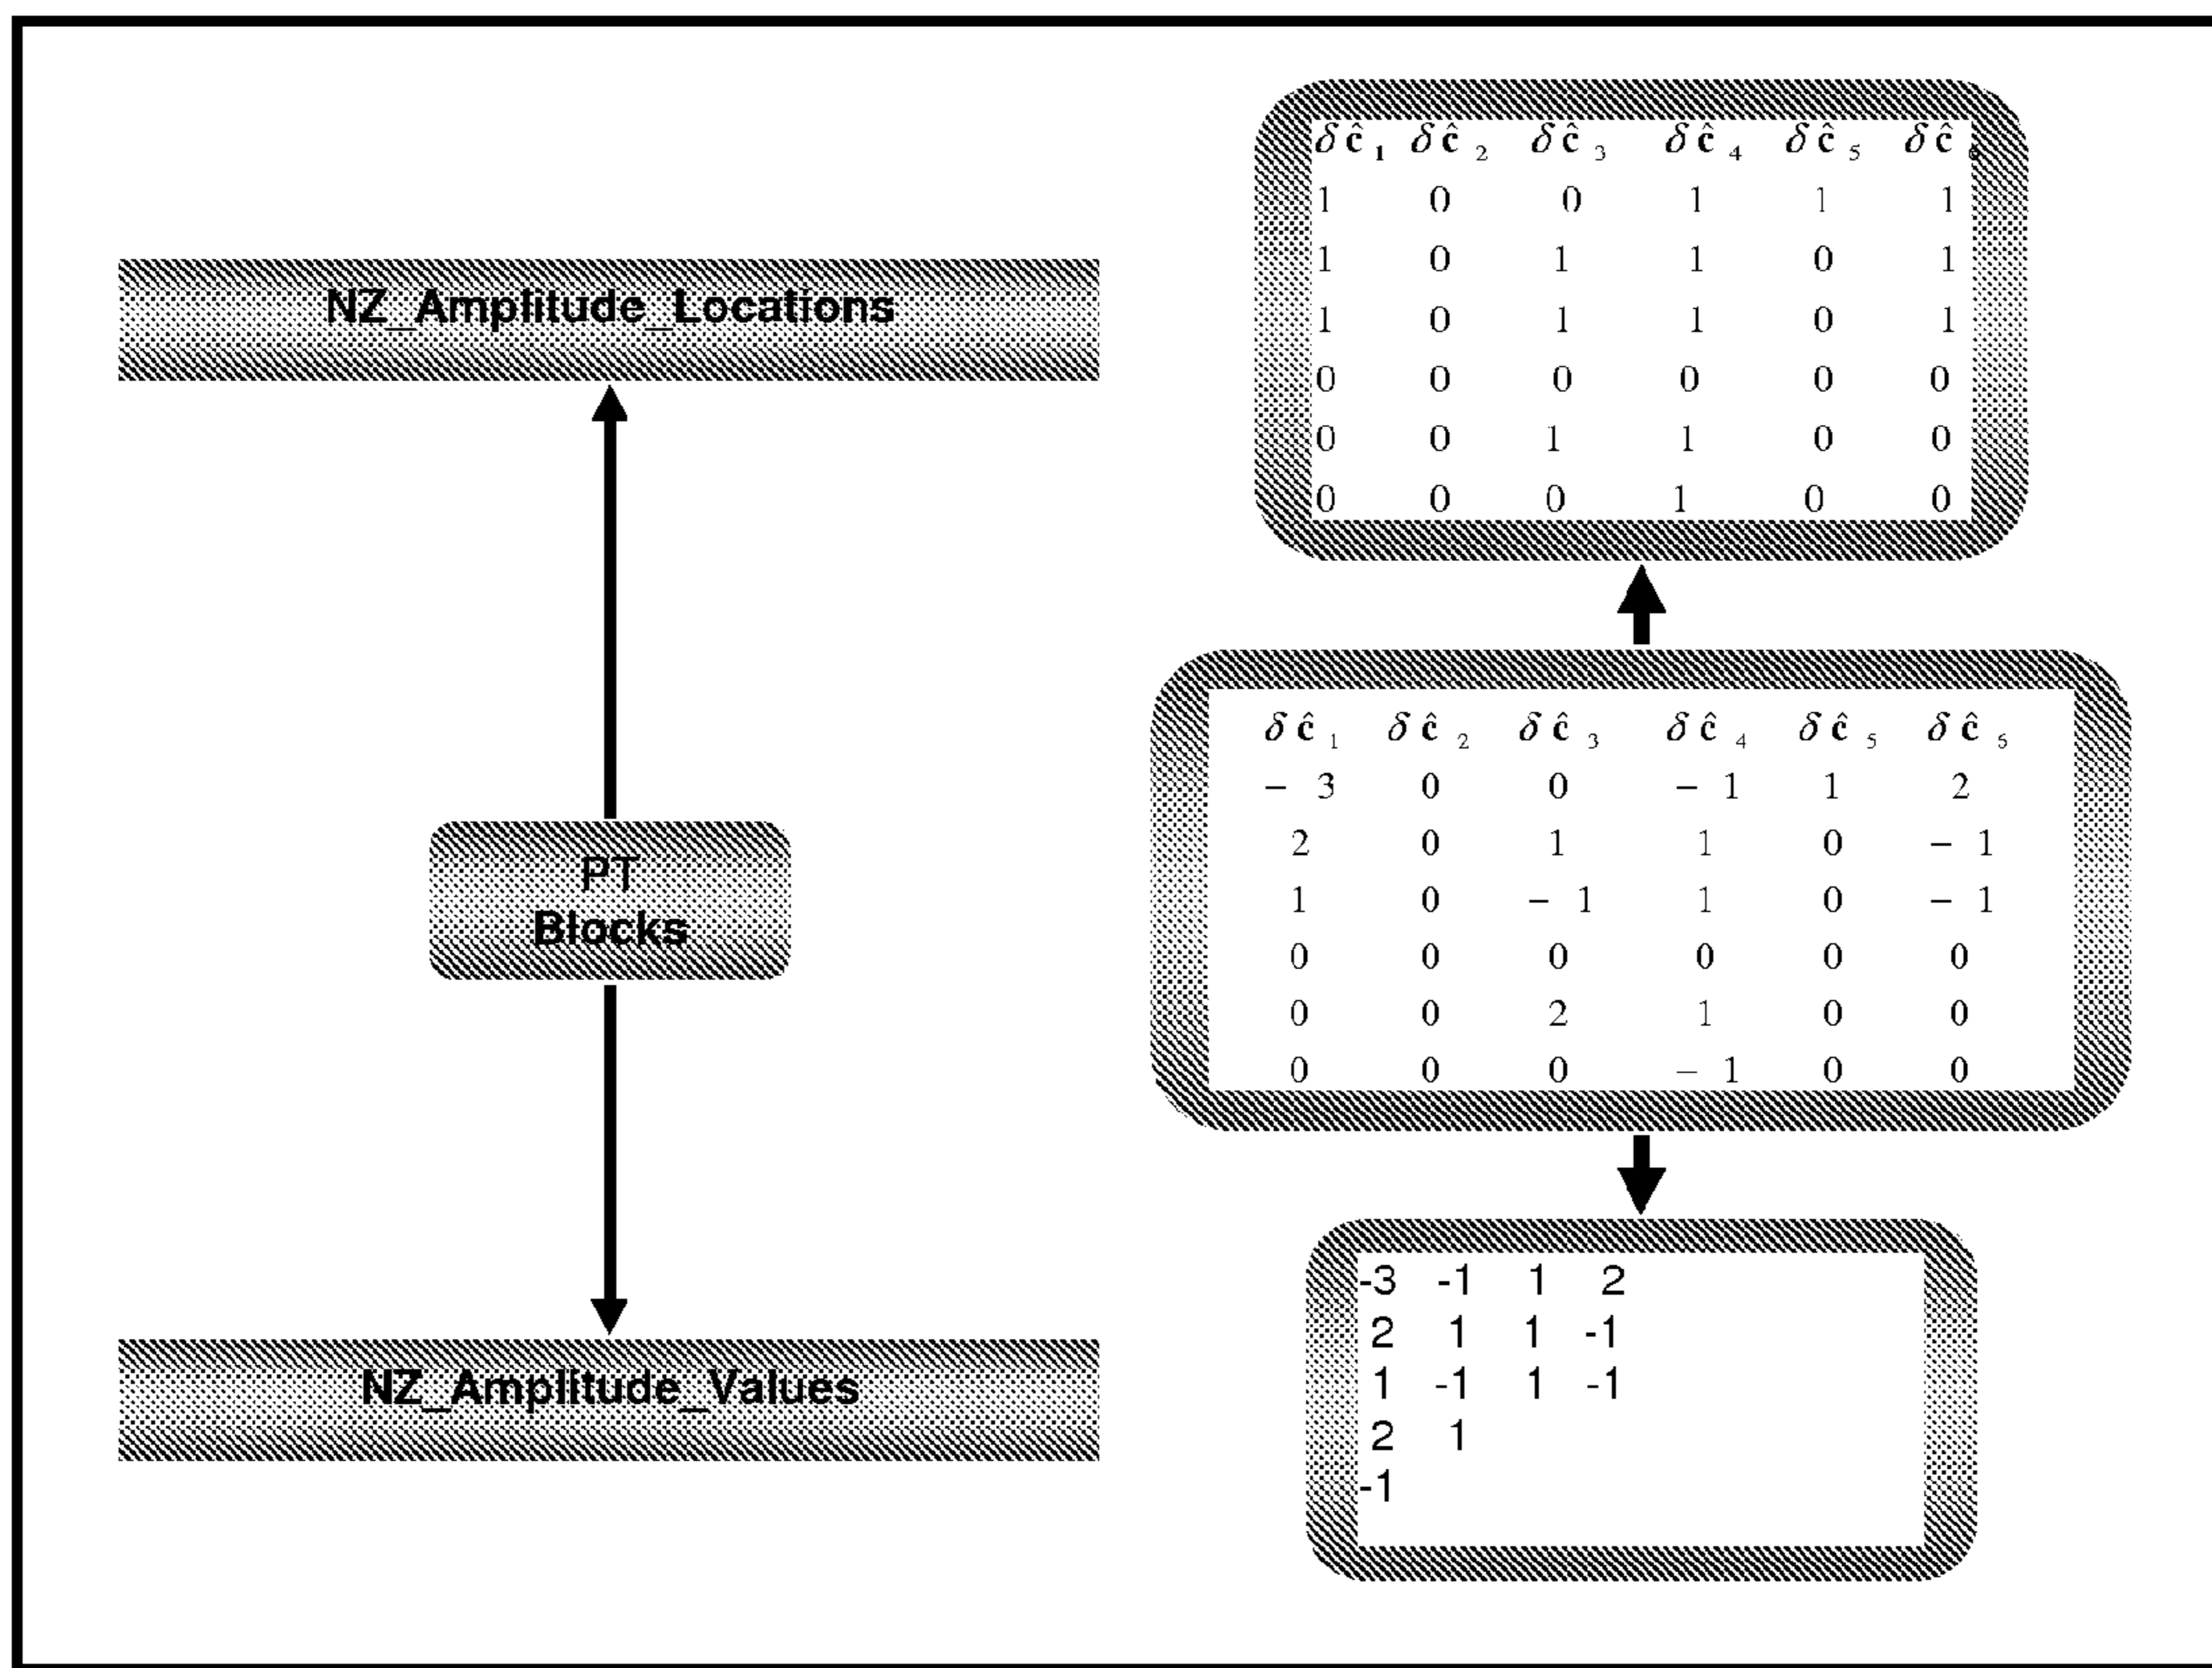 NZ_Amplitude_Locations
PT
Blocks
NZ_Amplitude_Values
δĉ₁ δĉ₂ δĉ₃ δĉ₄ δĉ₅ δĉ
1 0 0 1 1 1
1 0 1 1 0 1
1 0 1 1 0 1
0 0 0 0 0 0
0 0 1 1 0 0
0 0 0 1 0 0
δĉ₁ δĉ₂ δĉ₃ δĉ₄ δĉ₅ δĉ₆
- 3 0 0 - 1 1 2
2 0 1 1 0 - 1
1 0 - 1 1 0 - 1
0 0 0 0 0 0
0 0 2 1 0 0
0 0 0 - 1 0 0
-3 -1 1 2
2 1 1 -1
1 -1 1 -1
2 1
-1